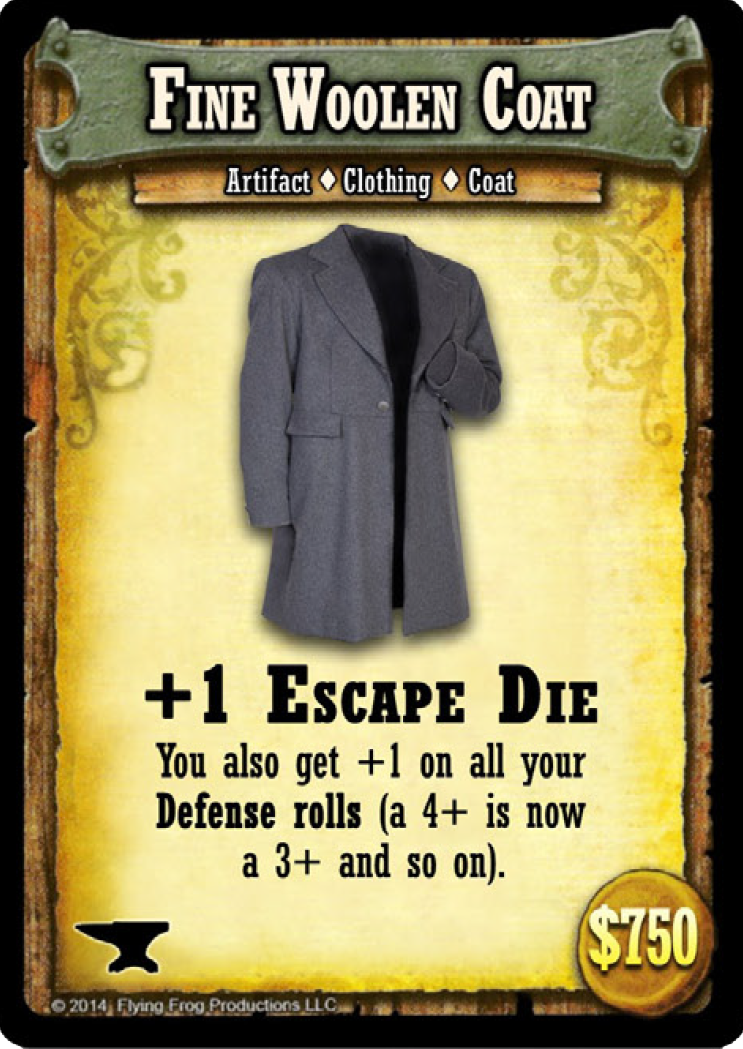 Fine Woolen Coat
Artifact ♦ Clothing ♦ Coat
+1 Escape Die
You also get +1 on all your
Defense rolls (a 4+ is now
a 3+ and so on).
$750
© 2014 Flying Frog Productions LLC